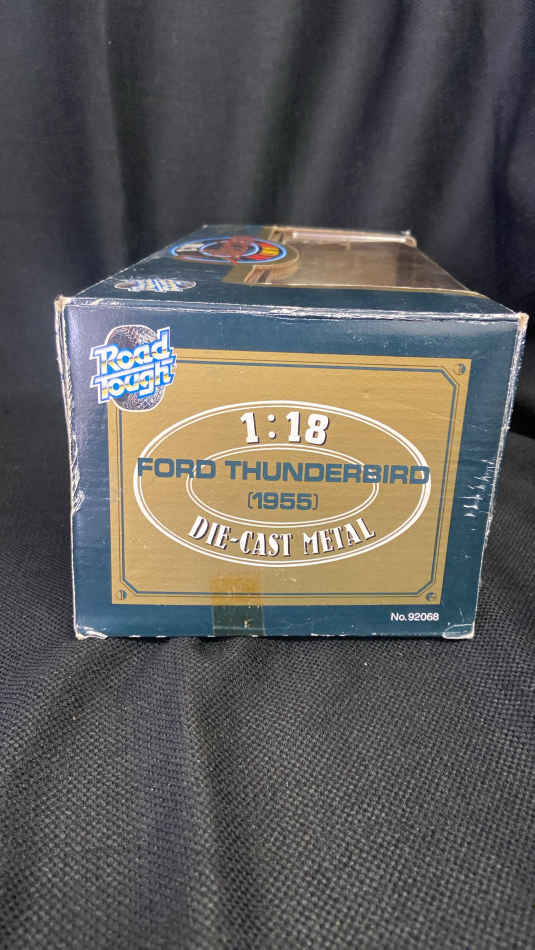 Road
Tough
1:18
FORD THUNDERBIRD
(1955)
DIE-CAST METAL
No.92068